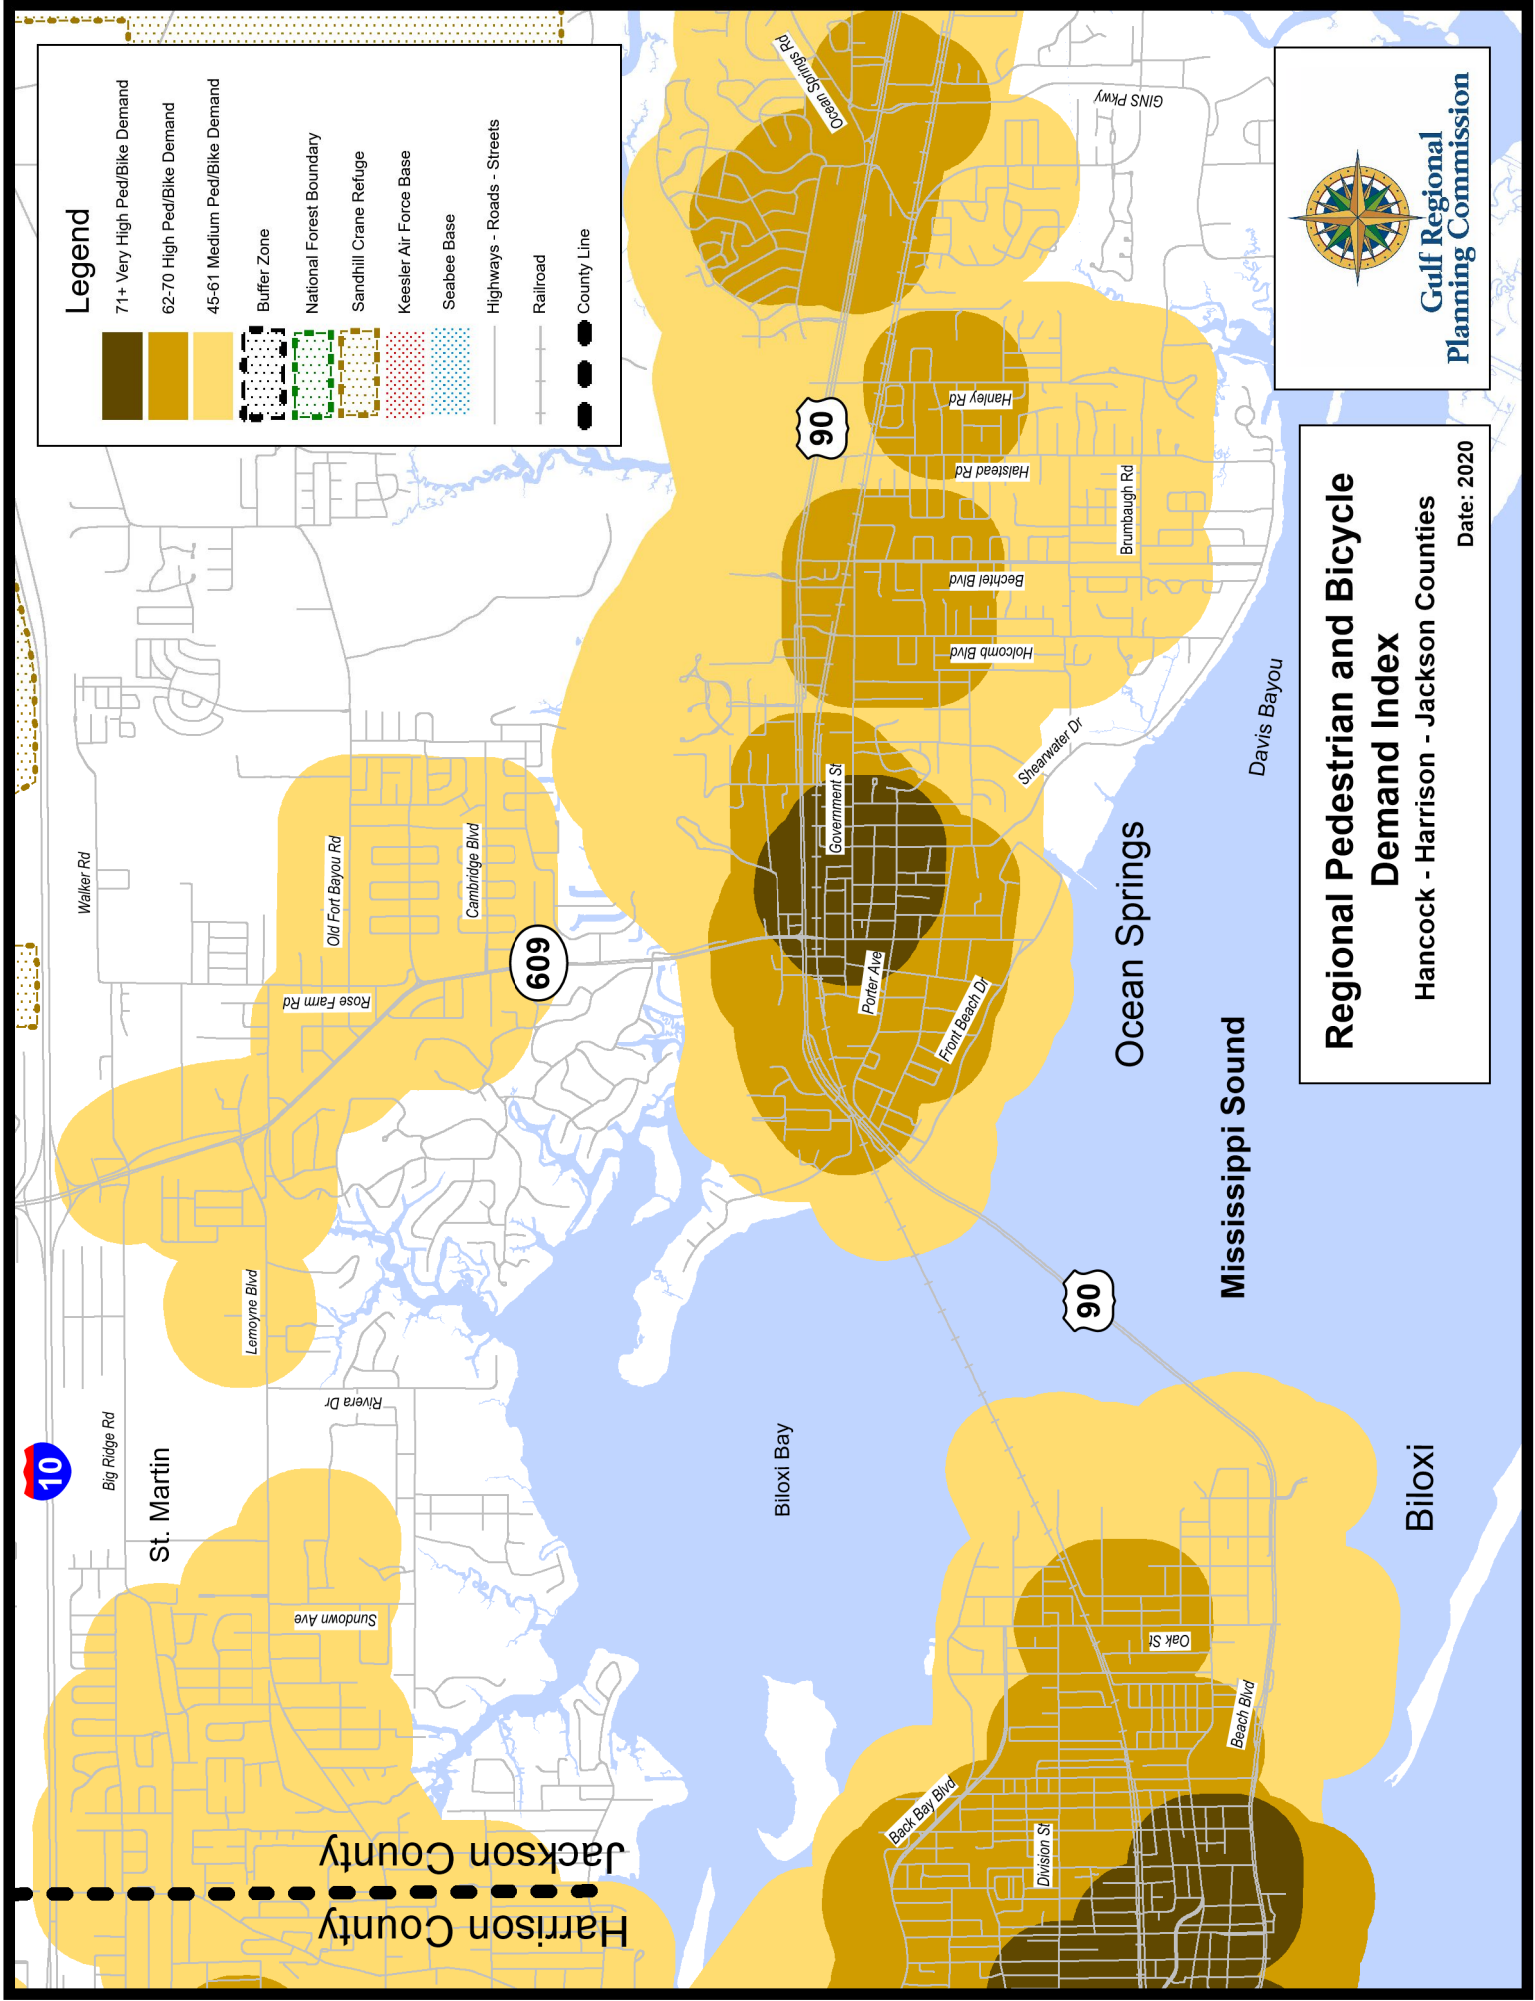 Legend
71+ Very High Ped/Bike Demand
62-70 High Ped/Bike Demand
45-61 Medium Ped/Bike Demand
Buffer Zone
National Forest Boundary
Sandhill Crane Refuge
Keesler Air Force Base
Seabee Base
Highways - Roads - Streets
Railroad
County Line
10
Big Ridge Rd
St. Martin
Walker Rd
Lemoyne Blvd
Rivera Dr
Sundown Ave
Rose Farm Rd
Old Fort Bayou Rd
Cambridge Blvd
609
Harrison County
Jackson County
Biloxi Bay
Ocean Springs Rd
GINS Pkwy
90
Hanley Rd
Halstead Rd
Brumbaugh Rd
Bechtel Blvd
Holcomb Blvd
Government St
Shearwater Dr
Porter Ave
Front Beach Dr
Davis Bayou
Ocean Springs
Mississippi Sound
90
Back Bay Blvd
Division St
Oak St
Beach Blvd
Biloxi
Regional Pedestrian and Bicycle
Demand Index
Hancock - Harrison - Jackson Counties
Date: 2020
Gulf Regional
Planning Commission